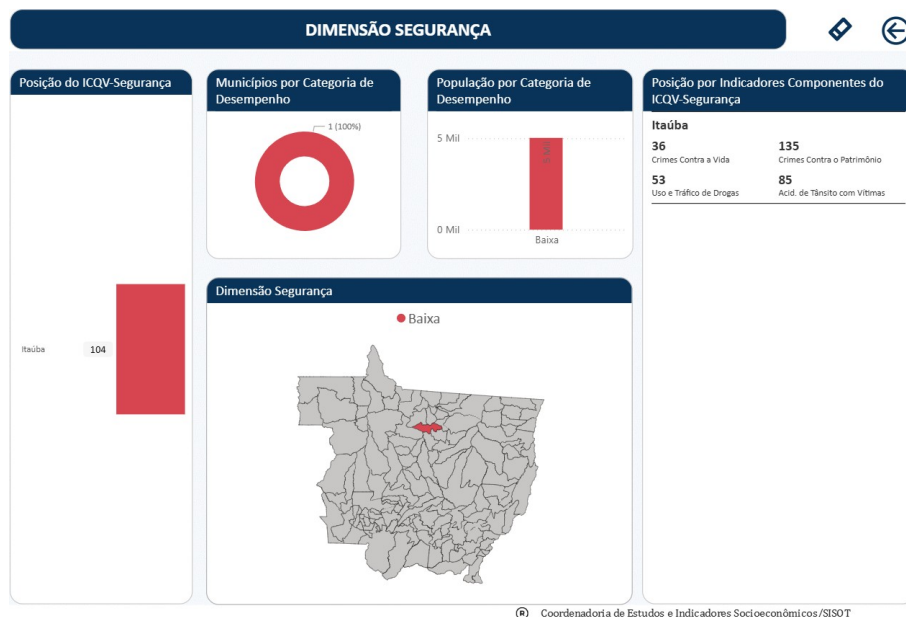 DIMENSÃO SEGURANÇA
Posição do ICQV-Segurança
Itaúba
104
Municípios por Categoria de
Desempenho
1 (100%)
População por Categoria de
Desempenho
5 Mil
5 Mil
0 Mil
Baixa
Dimensão Segurança
Baixa
Posição por Indicadores Componentes do
ICQV-Segurança
Itaúba
36
Crimes Contra a Vida
135
Crimes Contra o Patrimônio
53
Uso e Tráfico de Drogas
85
Acid. de Tânsito com Vítimas
® Coordenadoria de Estudos e Indicadores Socioeconômicos/SISOT